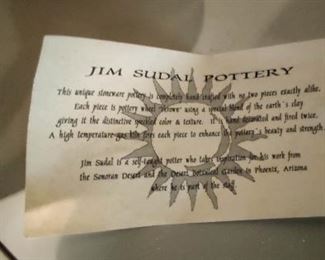 JIM SUDAL POTTERY
This unique stoneware pottery is completely handcrafted with no two pieces exactly alike.
Each piece is pottery wheel "thrown" using a special blend of the earth's clay
giving it the distinctive speckled color & texture. It is hand decorated and fired twice.
A high temperature gas kiln fires each piece to enhance the pottery's beauty and strength.
Jim Sudal is a self-taught potter who takes inspiration for his work from
the Sonoran Desert and the Desert Botanical Garden in Phoenix, Arizona
where he is part of the staff.